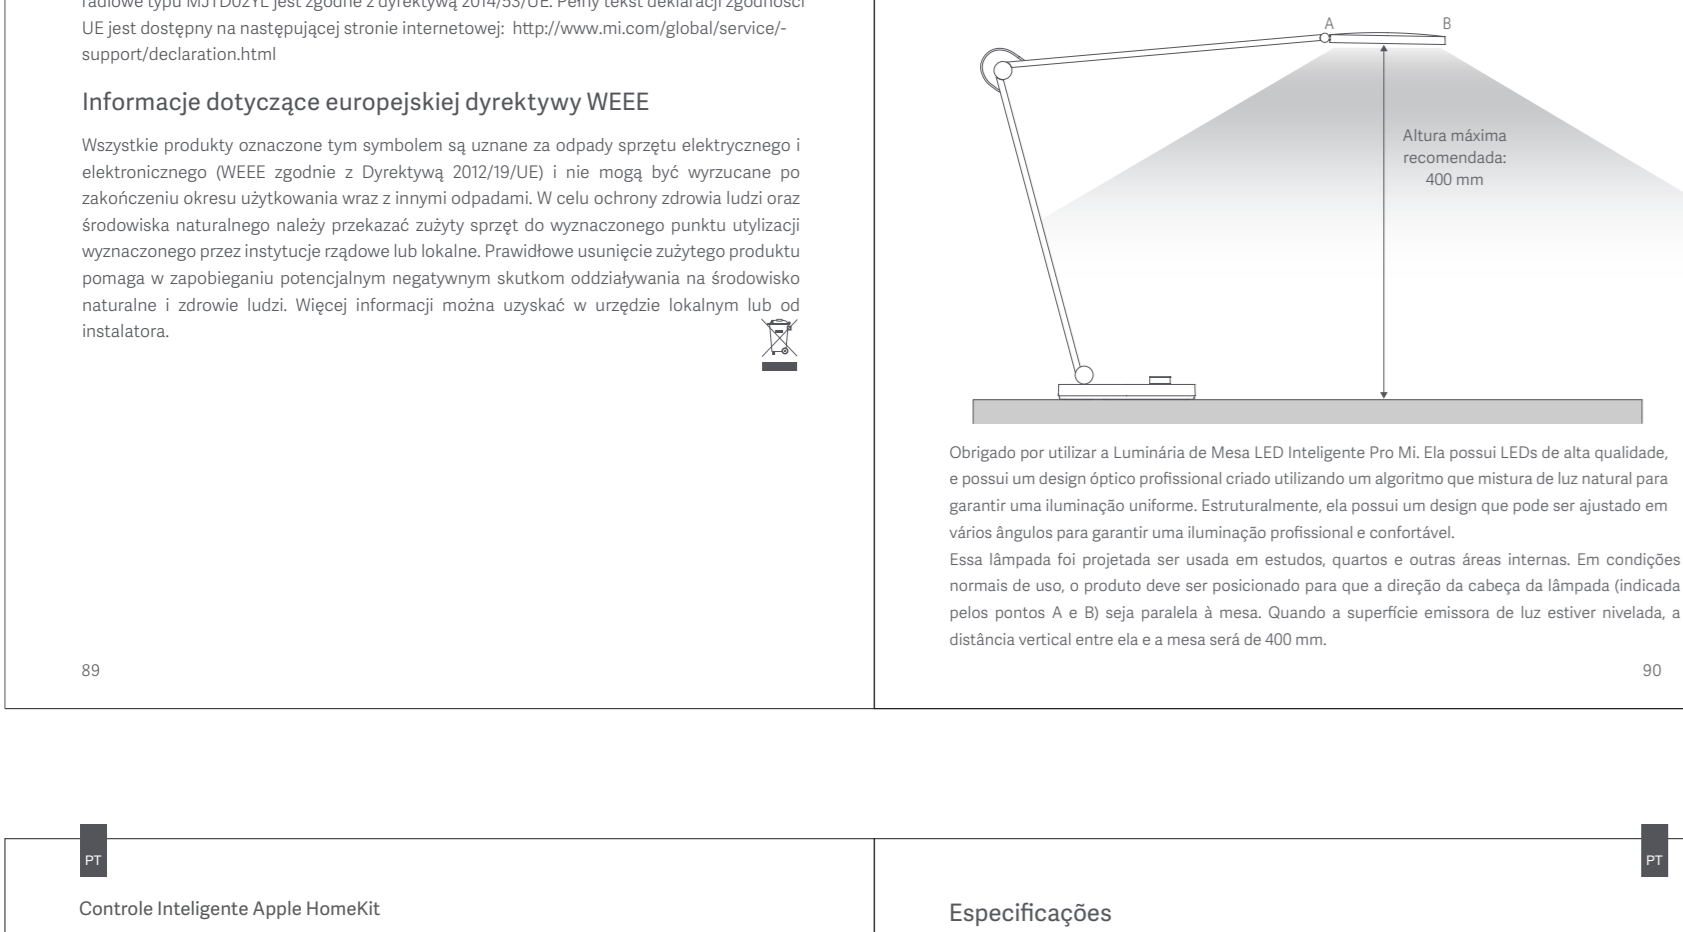 radiowe typu MJTD02YL jest zgodne z dyrektywą 2014/53/UE. Pełny tekst deklaracji zgodności
UE jest dostępny na następującej stronie internetowej: http://www.mi.com/global/service/-
support/declaration.html
Informacje dotyczące europejskiej dyrektywy WEEE
Wszystkie produkty oznaczone tym symbolem są uznane za odpady sprzętu elektrycznego i
elektronicznego (WEEE zgodnie z Dyrektywą 2012/19/UE) i nie mogą być wyrzucane po
zakończeniu okresu użytkowania wraz z innymi odpadami. W celu ochrony zdrowia ludzi oraz
środowiska naturalnego należy przekazać zużyty sprzęt do wyznaczonego punktu utylizacji
wyznaczonego przez instytucje rządowe lub lokalne. Prawidłowe usunięcie zużytego produktu
pomaga w zapobieganiu potencjalnym negatywnym skutkom oddziaływania na środowisko
naturalne i zdrowie ludzi. Więcej informacji można uzyskać w urzędzie lokalnym lub od
instalatora.
89
A B
Altura máxima
recomendada:
400 mm
Obrigado por utilizar a Luminária de Mesa LED Inteligente Pro Mi. Ela possui LEDs de alta qualidade,
e possui um design óptico profissional criado utilizando um algoritmo que mistura de luz natural para
garantir uma iluminação uniforme. Estruturalmente, ela possui um design que pode ser ajustado em
vários ângulos para garantir uma iluminação profissional e confortável.
Essa lâmpada foi projetada ser usada em estudos, quartos e outras áreas internas. Em condições
normais de uso, o produto deve ser posicionado para que a direção da cabeça da lâmpada (indicada
pelos pontos A e B) seja paralela à mesa. Quando a superfície emissora de luz estiver nivelada, a
distância vertical entre ela e a mesa será de 400 mm.
90
PT
Controle Inteligente Apple HomeKit
PT
Especificações